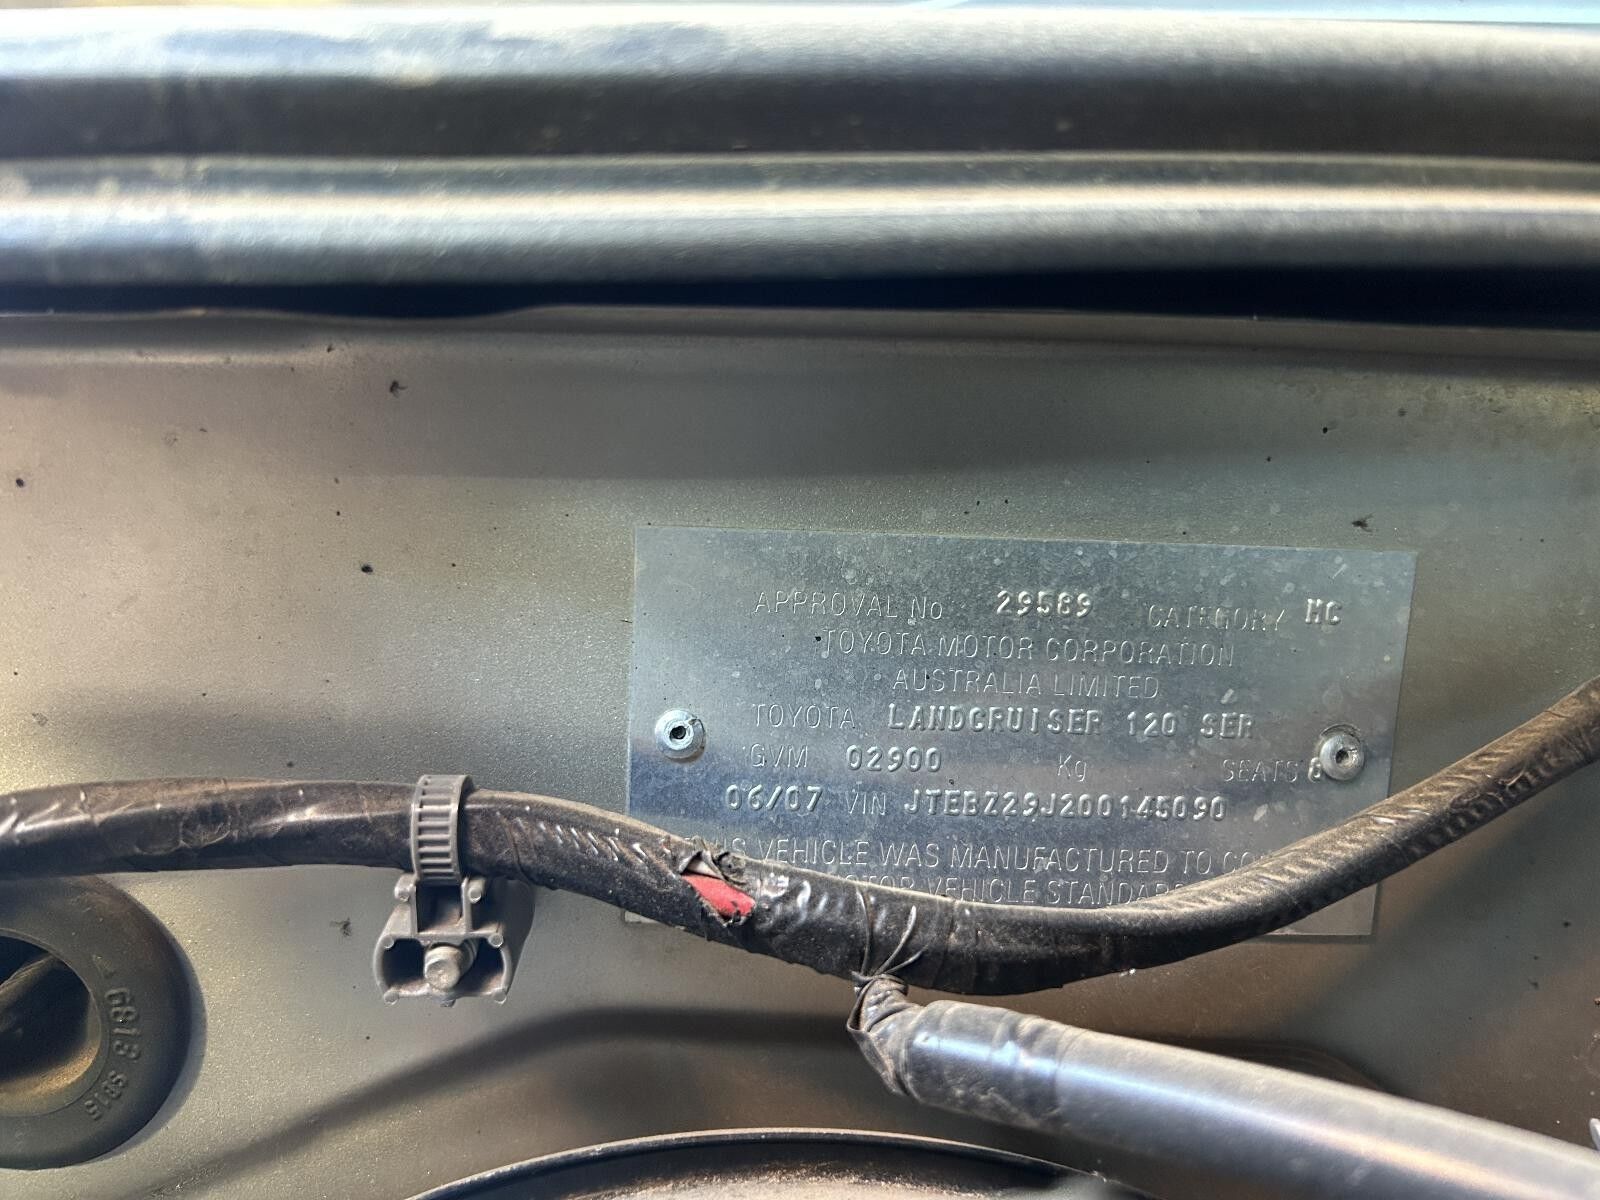 APPROVAL No 29589 CATEGORY MC
TOYOTA MOTOR CORPORATION
AUSTRALIA LIMITED
TOYOTA LANDCRUISER 120 SER
GVM 02900 Kg SEATS 8
06/07 VIN JTEBZ29J200145090
VEHICLE WAS MANUFACTURED TO
VEHICLE